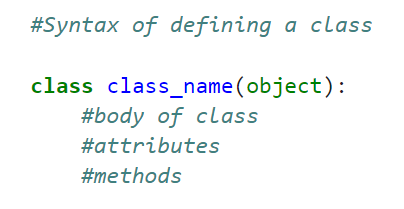 #Syntax of defining a class
class class_name(object):
#body of class
#attributes
#methods